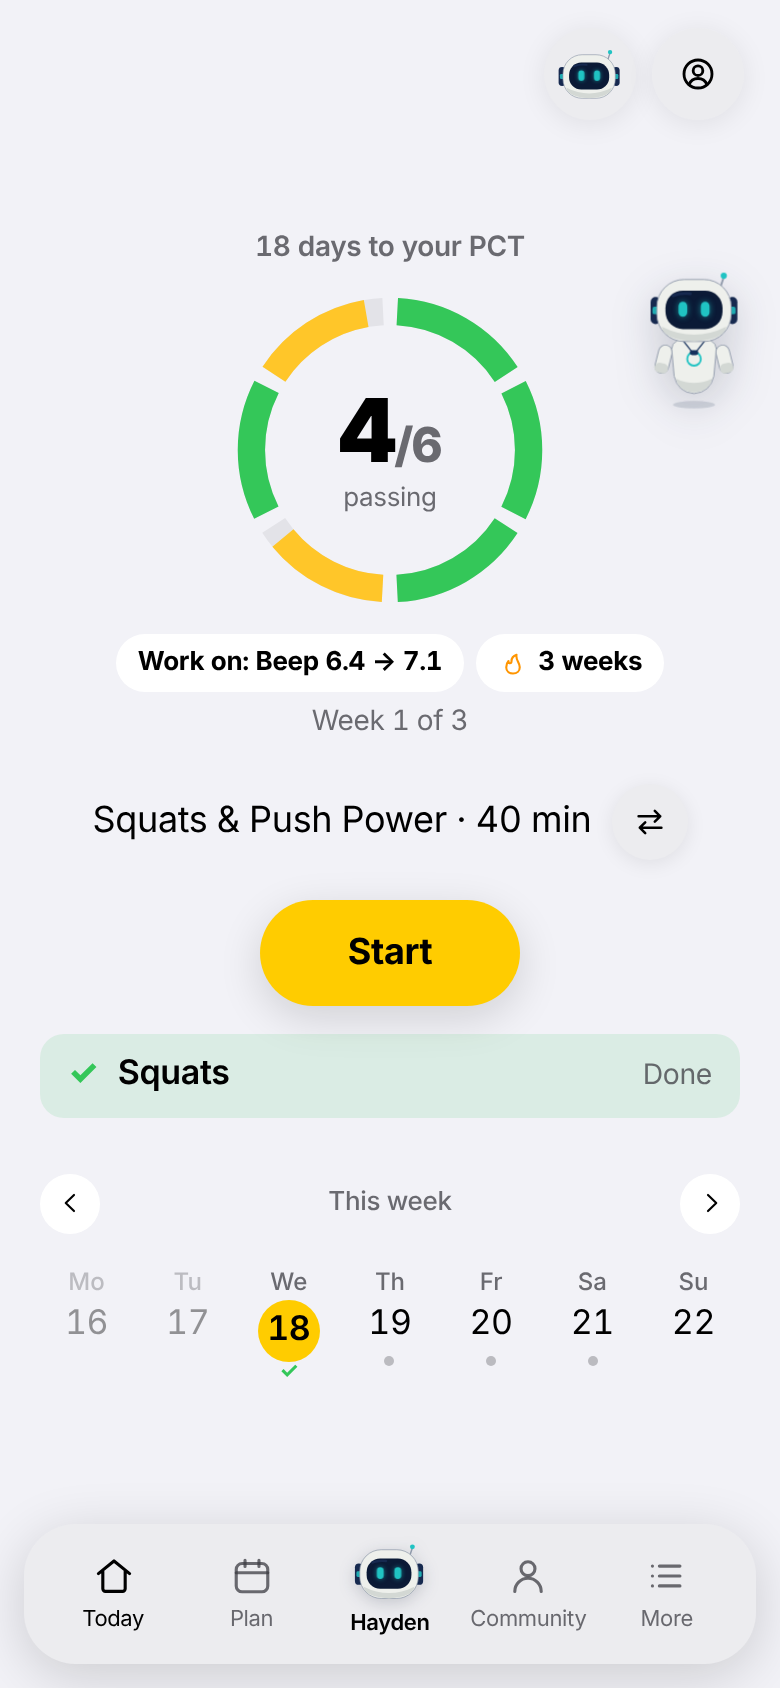 18 days to your PCT
4/6
passing
Work on: Beep 6.4 → 7.1
3 weeks
Week 1 of 3
Squats & Push Power · 40 min
Start
Squats
Done
This week
Mo Tu We Th Fr Sa Su
16 17 18 19 20 21 22
Today
Plan
Hayden
Community
More